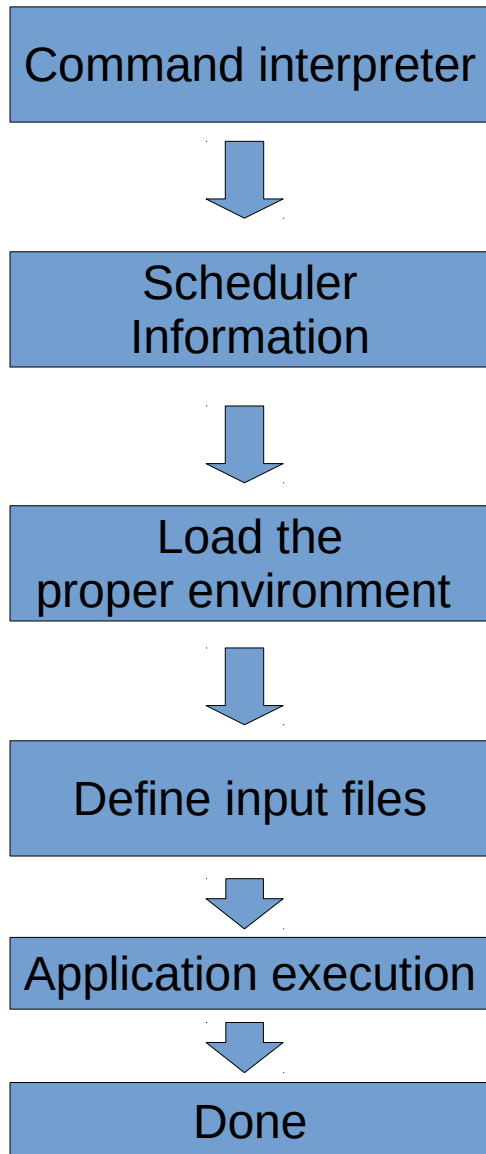 Command interpreter
Scheduler
Information
Load the
proper environment
Define input files
Application execution
Done